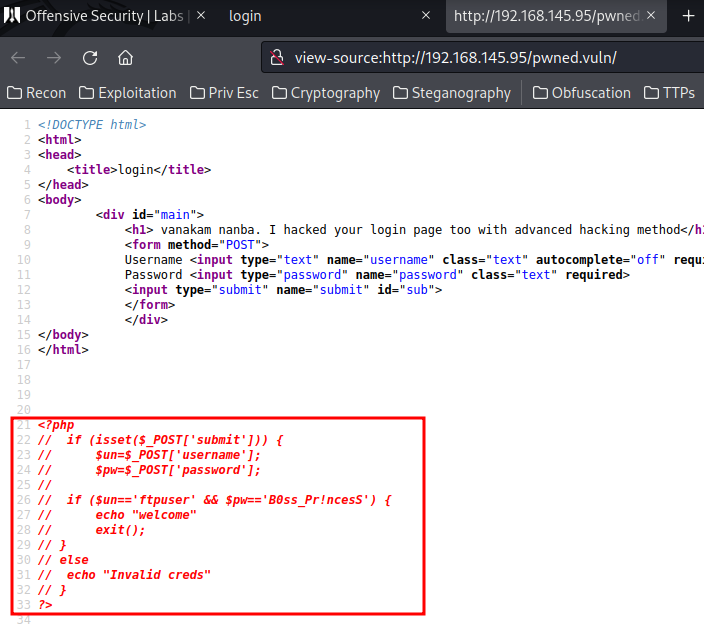 Offensive Security | Labs | × login × http://192.168.145.95/pwned. × +
view-source:http://192.168.145.95/pwned.vuln/
Recon Exploitation Priv Esc Cryptography Steganography Obfuscation TTPs
1 <!DOCTYPE html>
2 <html>
3 <head>
4 <title>login</title>
5 </head>
6 <body>
7 <div id="main">
8 <h1> vanakam nanba. I hacked your login page too with advanced hacking method</h
9 <form method="POST">
10 Username <input type="text" name="username" class="text" autocomplete="off" requi
11 Password <input type="password" name="password" class="text" required>
12 <input type="submit" name="submit" id="sub">
13 </form>
14 </div>
15 </body>
16 </html>
17
18
19
20
21 <?php
22 // if (isset($_POST['submit'])) {
23 // $un=$_POST['username'];
24 // $pw=$_POST['password'];
25 //
26 // if ($un=='ftpuser' && $pw=='B0ss_Pr!ncesS') {
27 // echo "welcome"
28 // exit();
29 // }
30 // else
31 // echo "Invalid creds"
32 // }
33 ?>
34